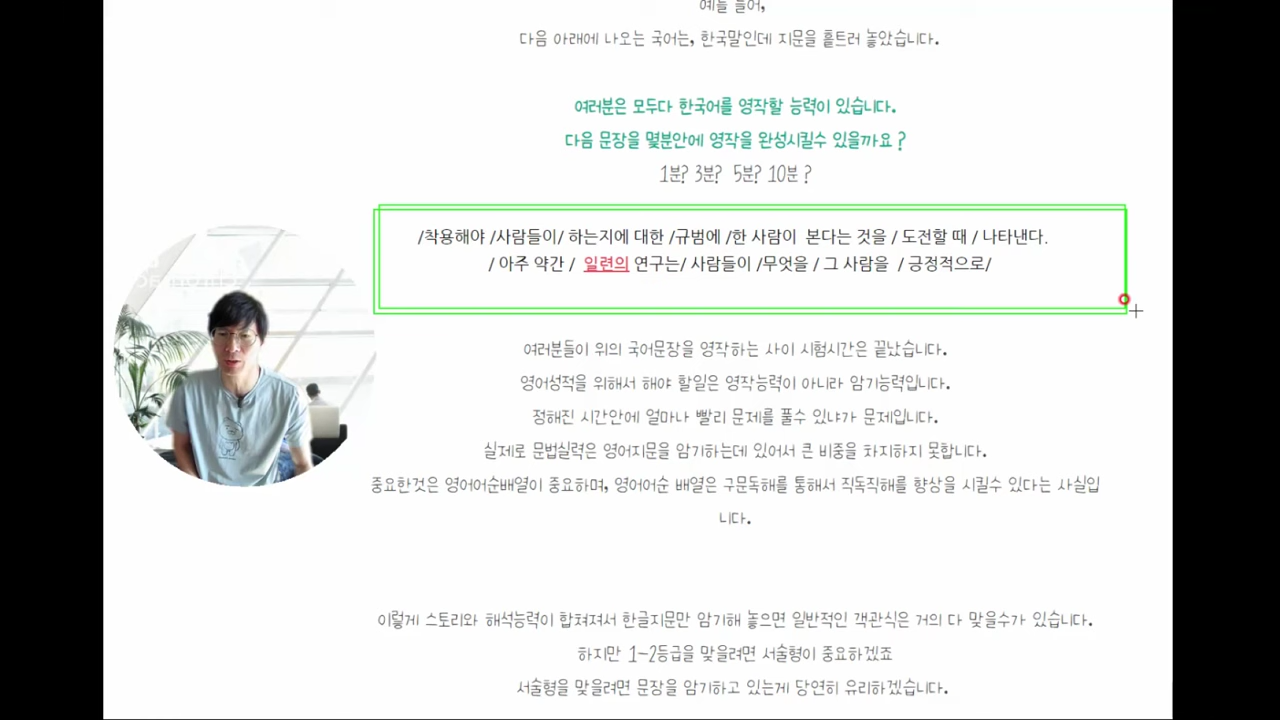 예를 들어,
다음 아래에 나오는 국어는, 한국말인데 지문을 흩트러 놓았습니다.
여러분은 모두다 한국어를 영작할 능력이 있습니다.
다음 문장을 몇분안에 영작을 완성시킬수 있을까요 ?
1분? 3분? 5분? 10분 ?
/착용해야 /사람들이/ 하는지에 대한 /규범에 /한 사람이 본다는 것을 / 도전할 때 / 나타낸다.
/ 아주 약간 / 일련의 연구는/ 사람들이 /무엇을 / 그 사람을 / 긍정적으로/
여러분들이 위의 국어문장을 영작하는 사이 시험시간은 끝났습니다.
영어성적을 위해서 해야 할일은 영작능력이 아니라 암기능력입니다.
정해진 시간안에 얼마나 빨리 문제를 풀수 있냐가 문제입니다.
실제로 문법실력은 영어지문을 암기하는데 있어서 큰 비중을 차지하지 못합니다.
중요한것은 영어어순배열이 중요하며, 영어어순 배열은 구문독해를 통해서 직독직해를 향상을 시킬수 있다는 사실입
니다.
이렇게 스토리와 해석능력이 합쳐져서 한글지문만 암기해 놓으면 일반적인 객관식은 거의 다 맞을수가 있습니다.
하지만 1-2등급을 맞을려면 서술형이 중요하겠죠
서술형을 맞을려면 문장을 암기하고 있는게 당연히 유리하겠습니다.